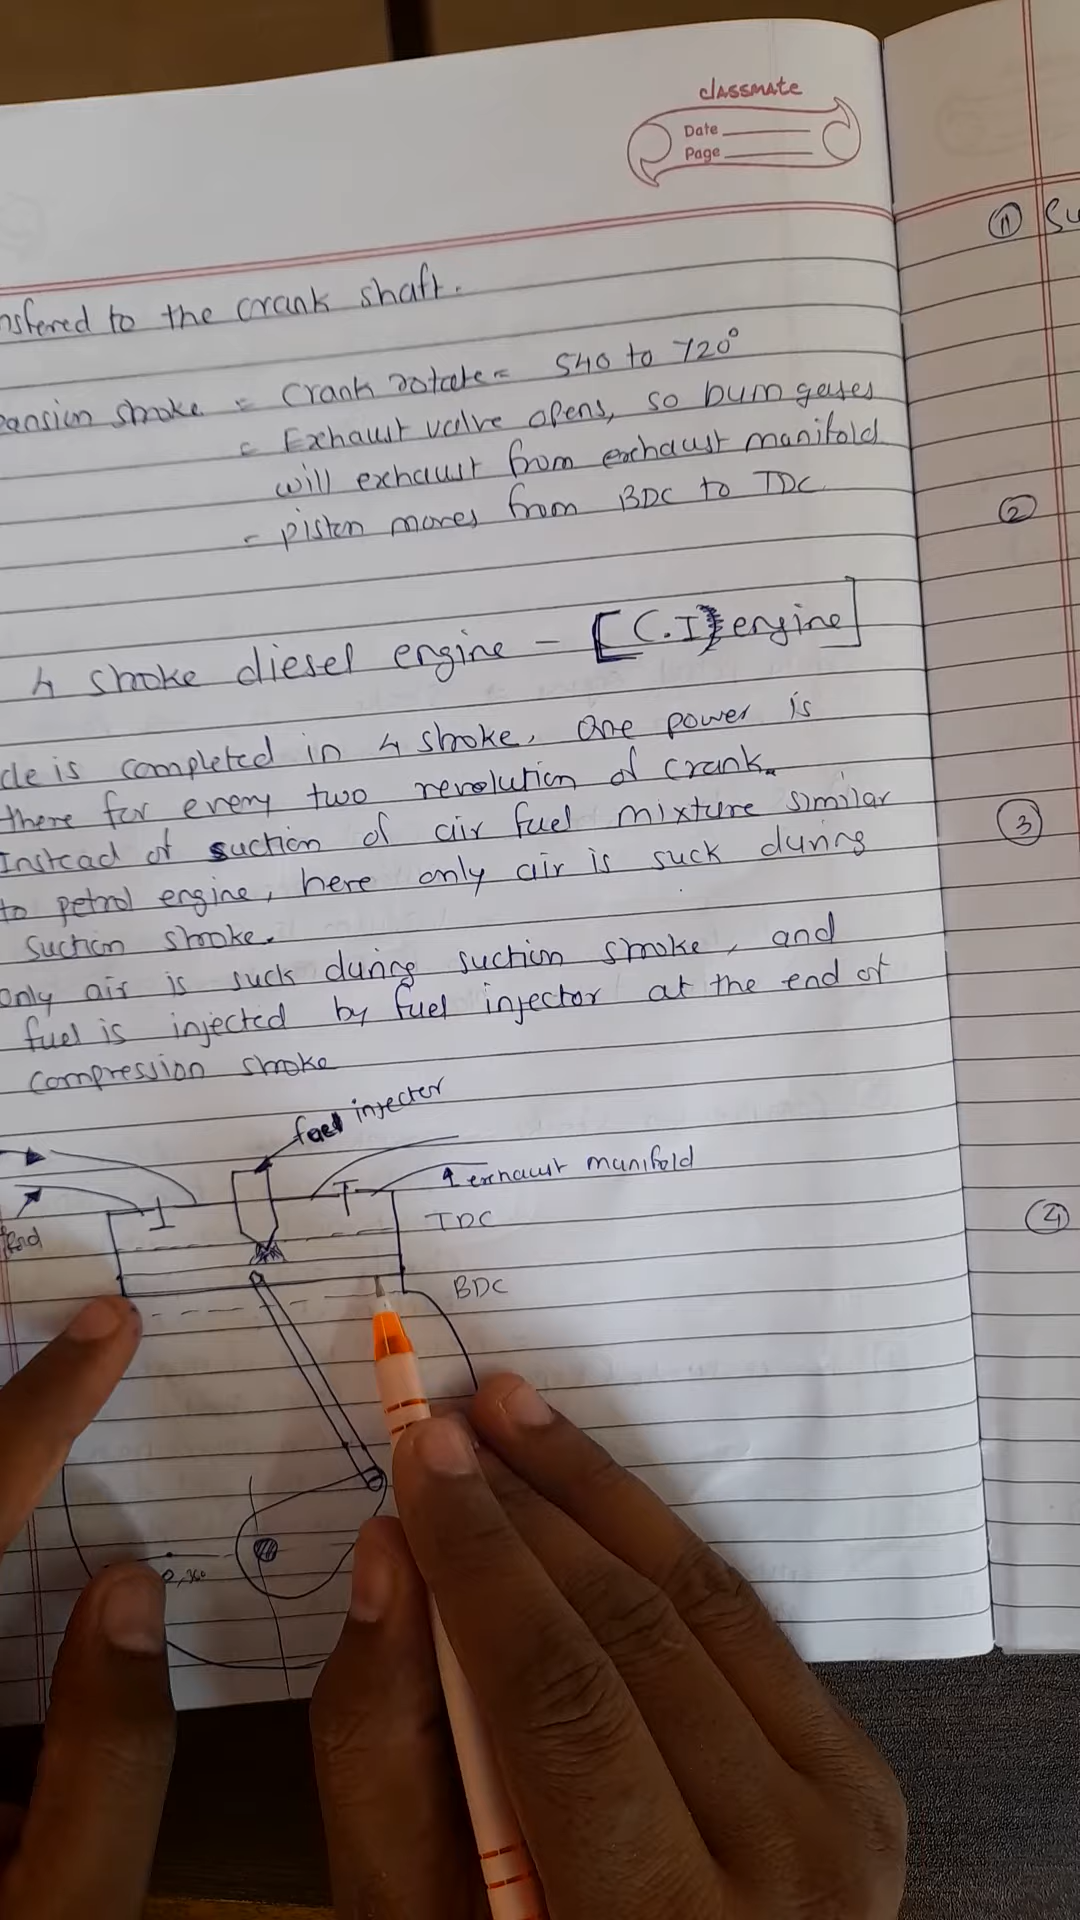 classmate
Date
Page
nsfered to the crank shaft.
pansion stroke = crank rotate = 540 to 720°
= Exhaust valve opens, so burn gases
will exhaust from exhaust manifold
- piston moves from BDC to TDC
4 stroke diesel engine - [C.I] engine]
cle is completed in 4 stroke. One power is
there for every two revolution of crank.
Instead of suction of air fuel mixture similar
to petrol engine, here only air is suck during
suction stroke.
only air is suck during suction stroke, and
fuel is injected by fuel injector at the end of
compression stroke
fuel injector
exhaust manifold
TDC
BDC
0, 360
① Su
②
③
④